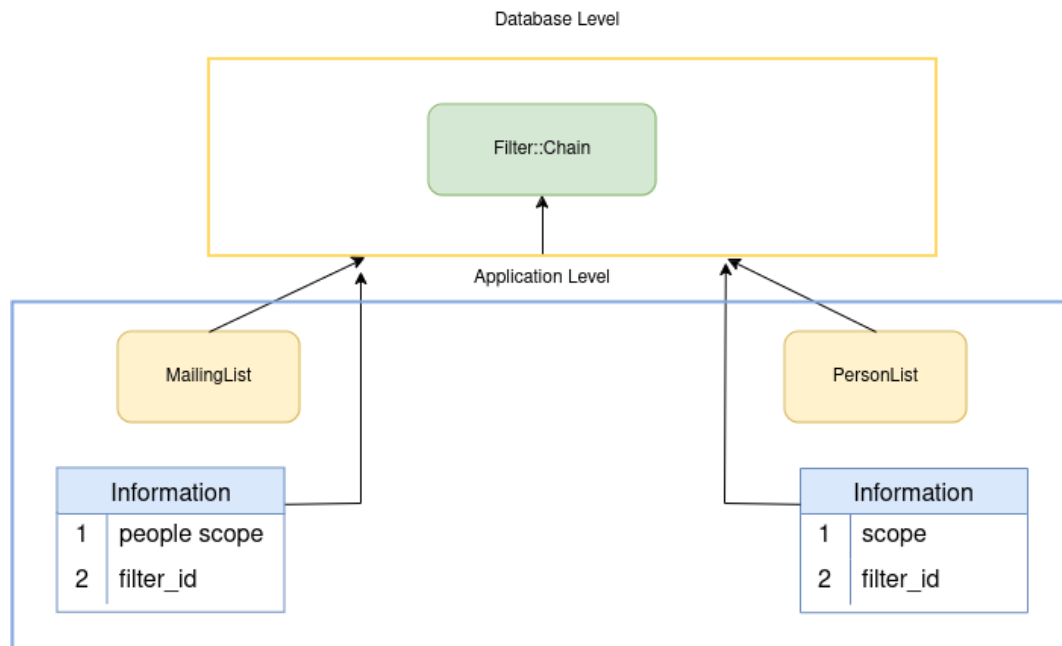 Database Level
Filter::Chain
Application Level
MailingList
PersonList
Information
1 people scope
2 filter_id
Information
1 scope
2 filter_id